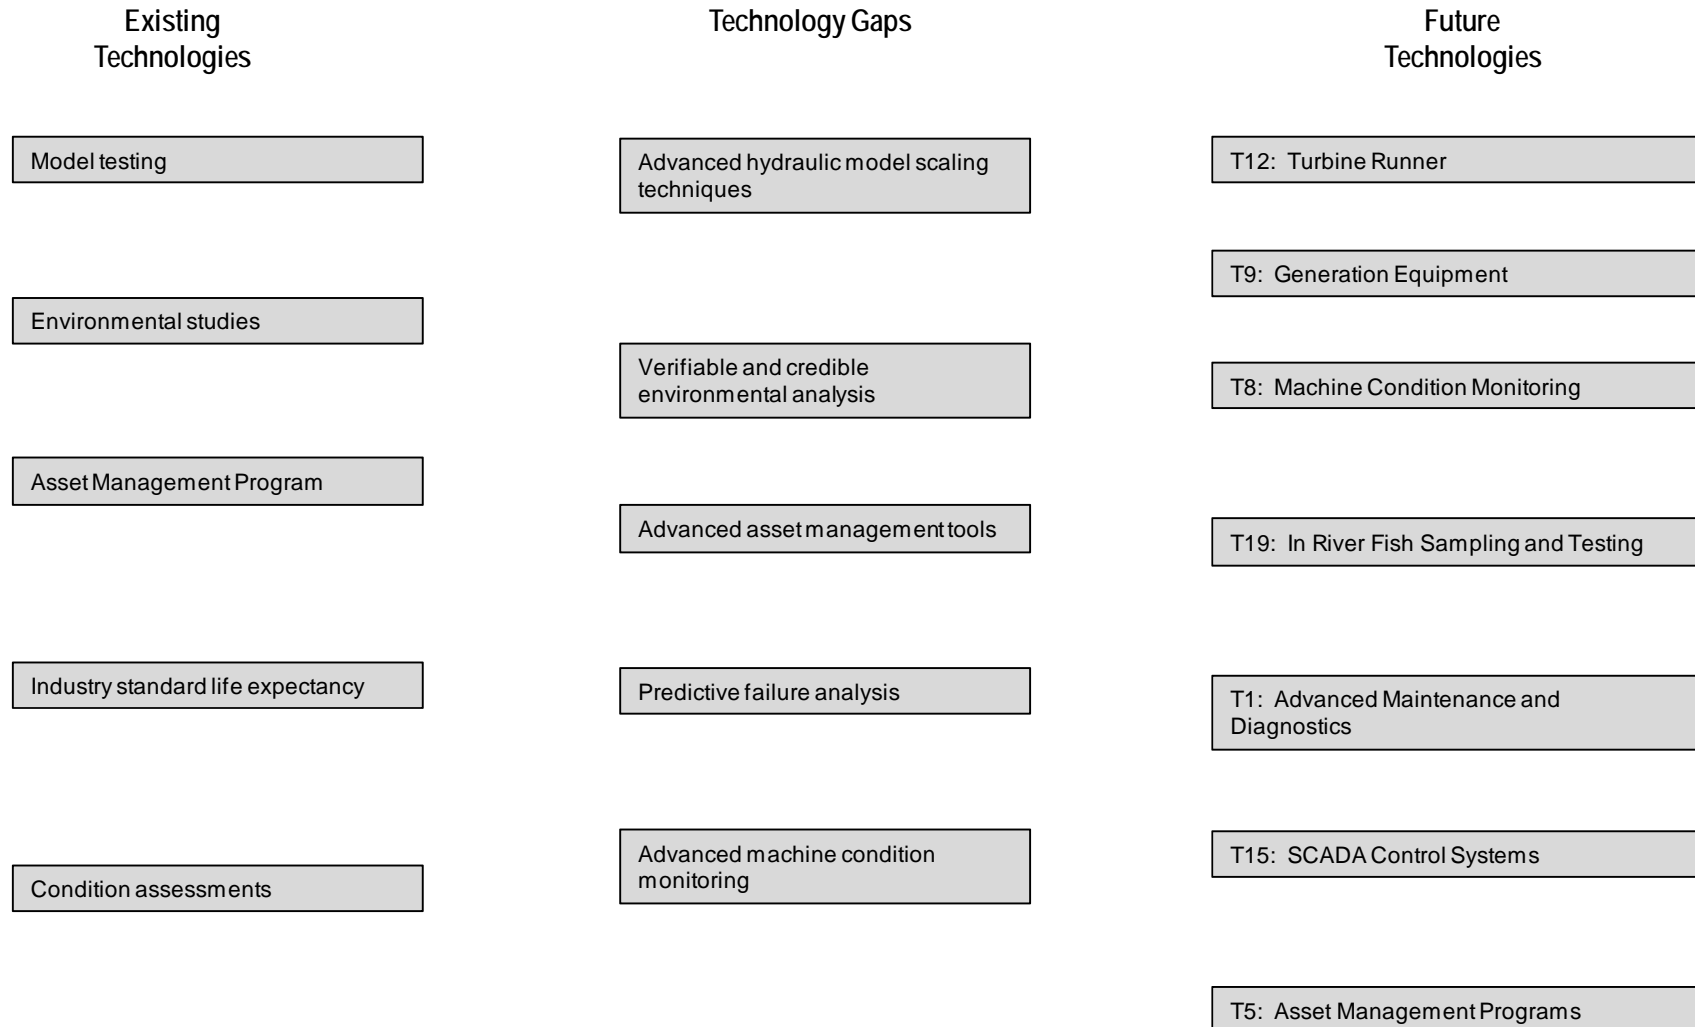 Existing
Technologies
Technology Gaps
Future
Technologies
Model testing
Environmental studies
Asset Management Program
Industry standard life expectancy
Condition assessments
Advanced hydraulic model scaling
techniques
Verifiable and credible
environmental analysis
Advanced asset management tools
Predictive failure analysis
Advanced machine condition
monitoring
T12: Turbine Runner
T9: Generation Equipment
T8: Machine Condition Monitoring
T19: In River Fish Sampling and Testing
T1: Advanced Maintenance and
Diagnostics
T15: SCADA Control Systems
T5: Asset Management Programs